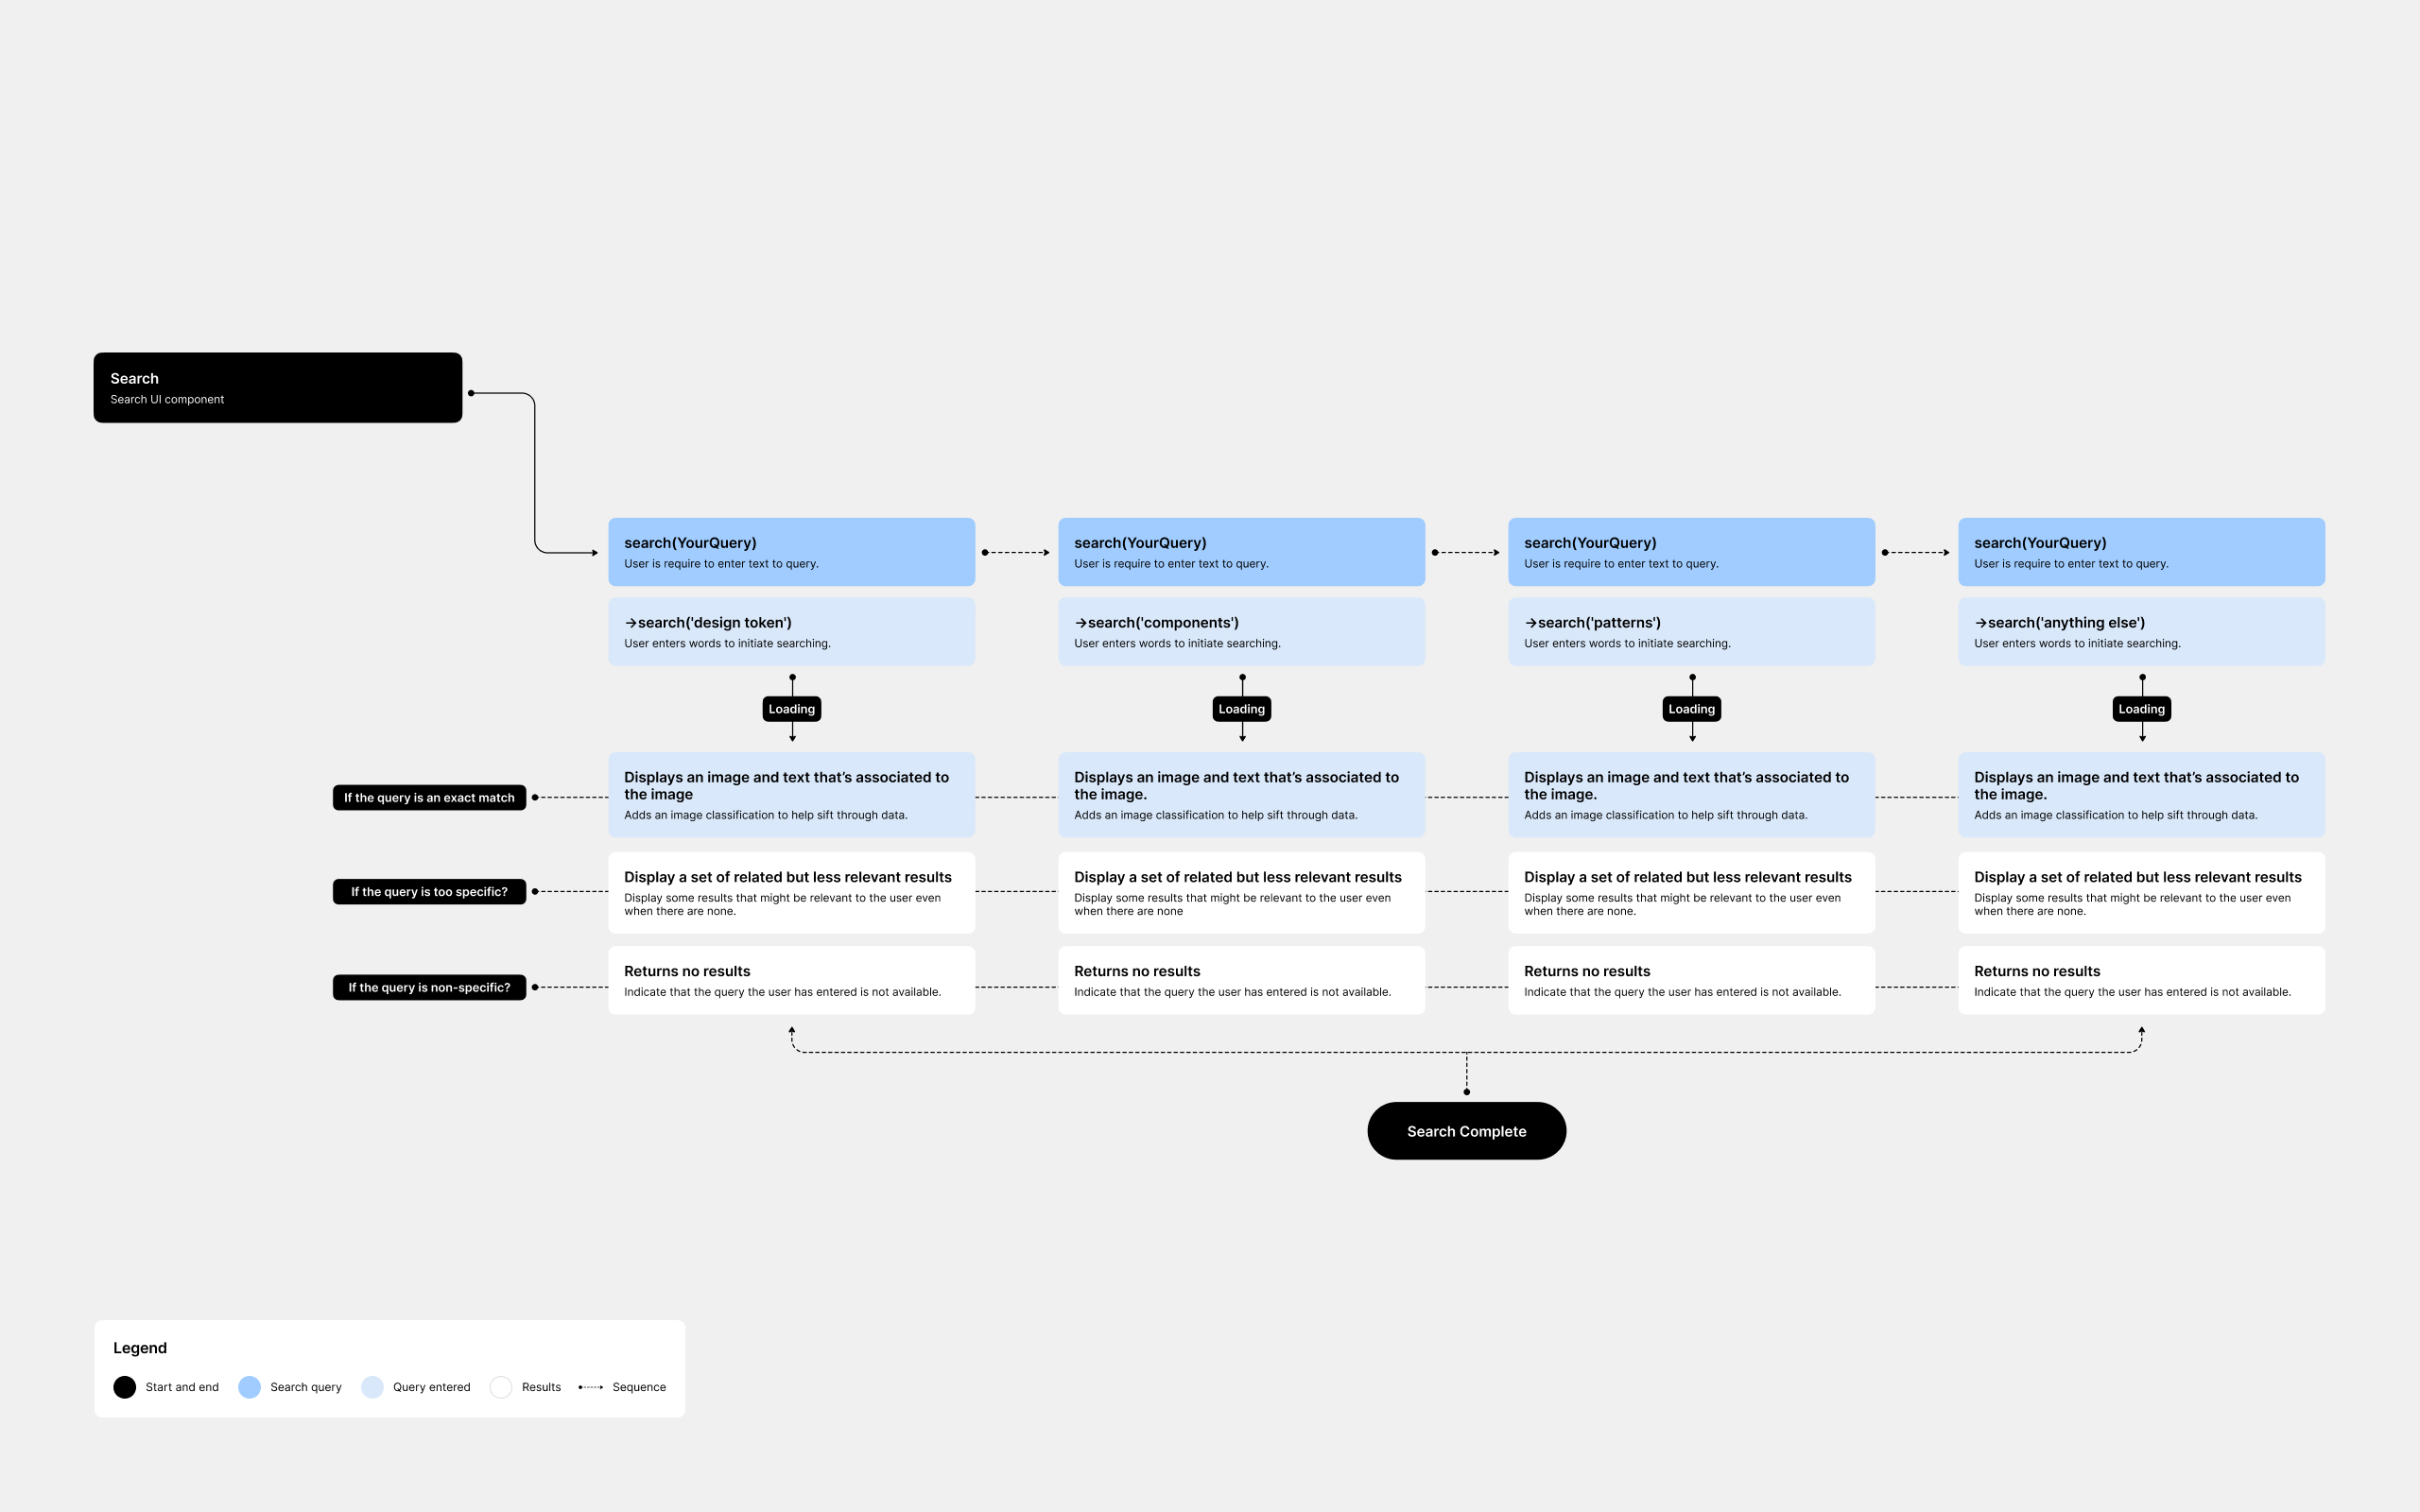 Search
Search UI component
search(YourQuery)
User is require to enter text to query.
search(YourQuery)
User is require to enter text to query.
search(YourQuery)
User is require to enter text to query.
search(YourQuery)
User is require to enter text to query.
→search('design token')
User enters words to initiate searching.
→search('components')
User enters words to initiate searching.
→search('patterns')
User enters words to initiate searching.
→search('anything else')
User enters words to initiate searching.
Loading
Loading
Loading
Loading
If the query is an exact match
Displays an image and text that’s associated to
the image
Adds an image classification to help sift through data.
Displays an image and text that’s associated to
the image.
Adds an image classification to help sift through data.
Displays an image and text that’s associated to
the image.
Adds an image classification to help sift through data.
Displays an image and text that’s associated to
the image.
Adds an image classification to help sift through data.
If the query is too specific?
Display a set of related but less relevant results
Display some results that might be relevant to the user even
when there are none.
Display a set of related but less relevant results
Display some results that might be relevant to the user even
when there are none
Display a set of related but less relevant results
Display some results that might be relevant to the user even
when there are none.
Display a set of related but less relevant results
Display some results that might be relevant to the user even
when there are none.
If the query is non-specific?
Returns no results
Indicate that the query the user has entered is not available.
Returns no results
Indicate that the query the user has entered is not available.
Returns no results
Indicate that the query the user has entered is not available.
Returns no results
Indicate that the query the user has entered is not available.
Search Complete
Legend
Start and end
Search query
Query entered
Results
Sequence